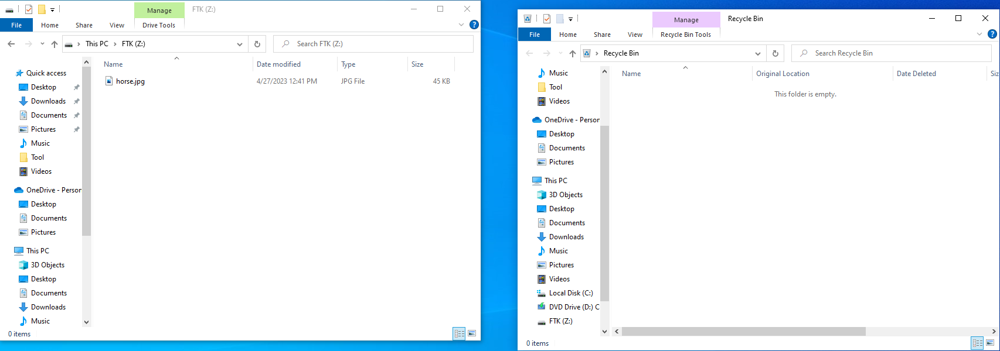 Manage
FTK (Z:)
File
Home
Share
View
Drive Tools
This PC
FTK (Z:)
Search FTK (Z:)
Name
Date modified
Type
Size
horse.jpg
4/27/2023 12:41 PM
JPG File
45 KB
Quick access
Desktop
Downloads
Documents
Pictures
Music
Tool
Videos
OneDrive - Person
Desktop
Documents
Pictures
This PC
3D Objects
Desktop
Documents
Downloads
Music
0 items
Manage
Recycle Bin
File
Home
Share
View
Recycle Bin Tools
Recycle Bin
Search Recycle Bin
Name
Original Location
Date Deleted
Siz
This folder is empty.
Music
Tool
Videos
OneDrive - Person
Desktop
Documents
Pictures
This PC
3D Objects
Desktop
Documents
Downloads
Music
Pictures
Videos
Local Disk (C:)
DVD Drive (D:) C
FTK (Z:)
0 items